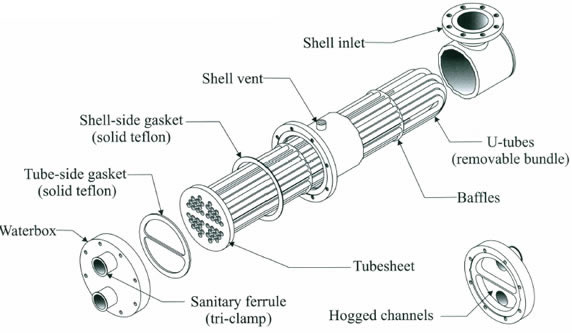 Shell inlet
Shell vent
Shell-side gasket
(solid teflon)
Tube-side gasket
(solid teflon)
Waterbox
U-tubes
(removable bundle)
Baffles
Tubesheet
Sanitary ferrule
(tri-clamp)
Hogged channels